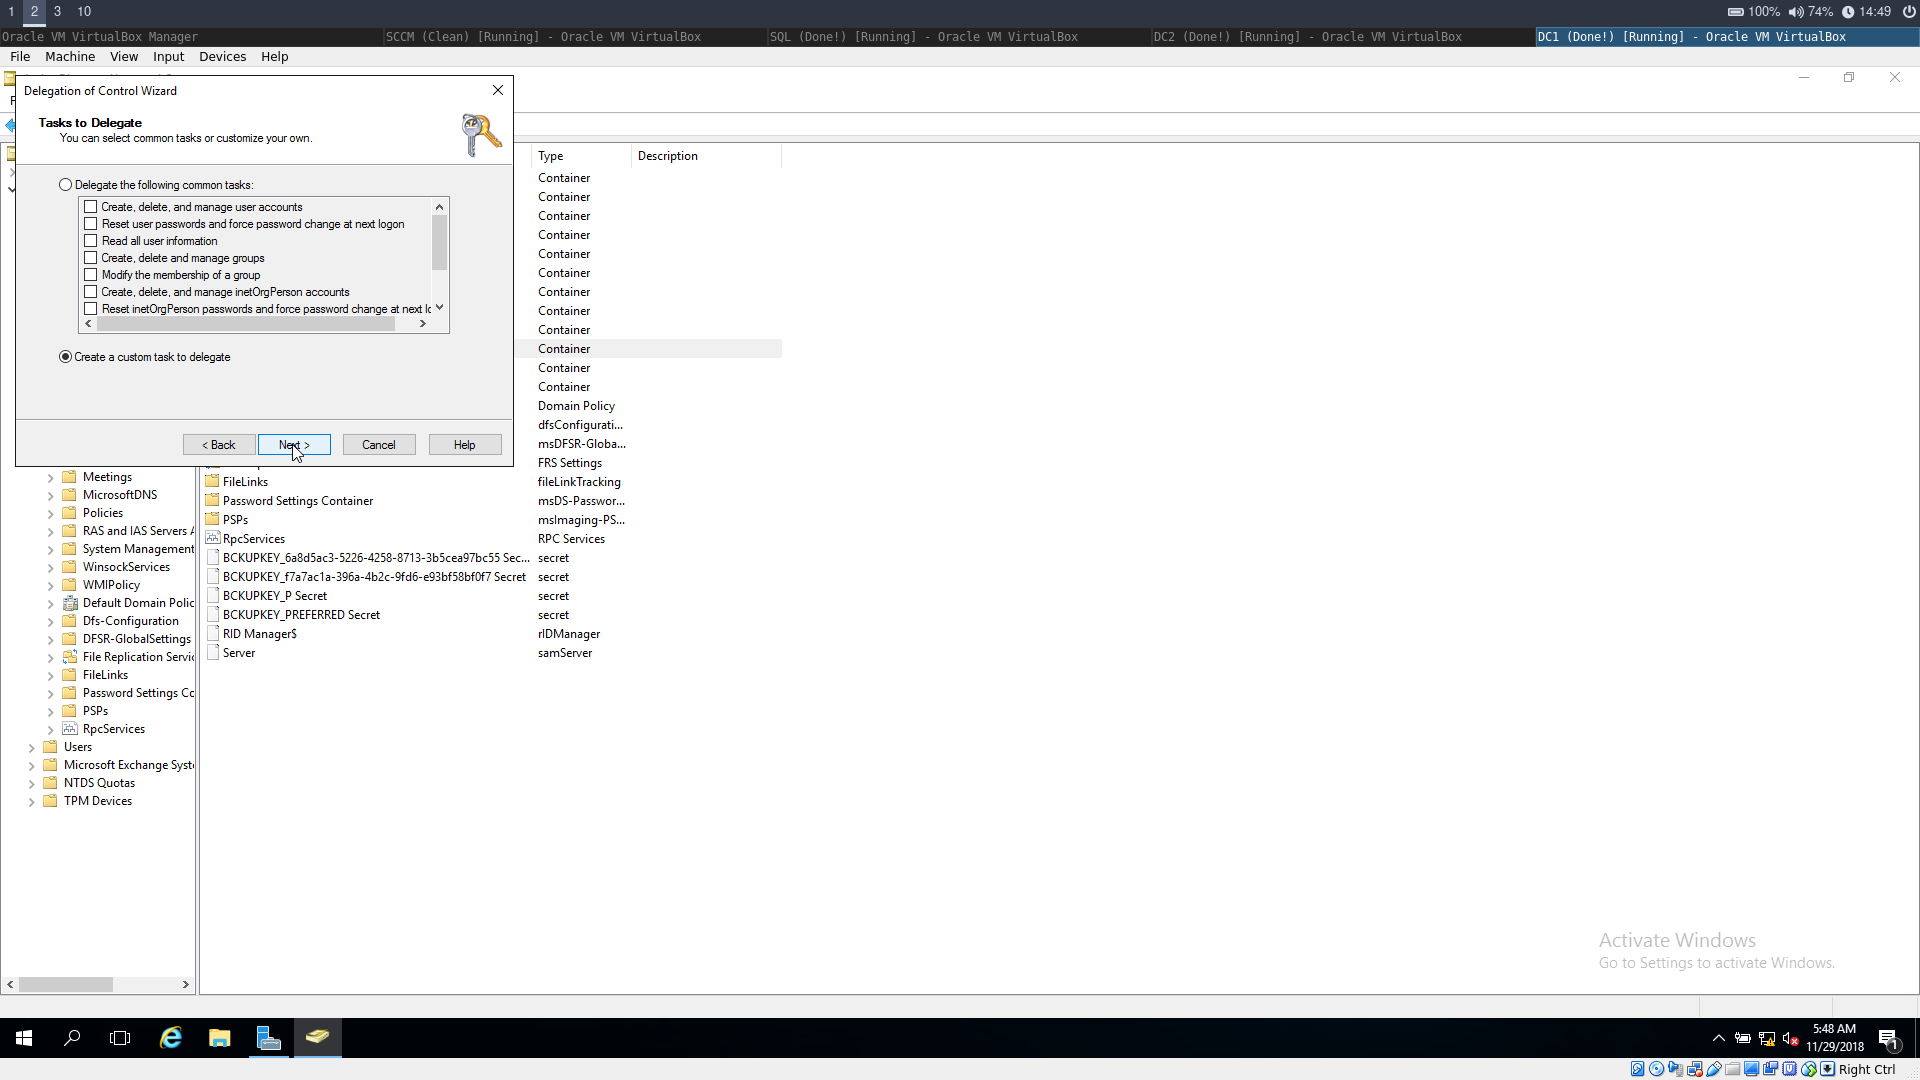 1 2 3 10
100% 74% 14:49
Oracle VM VirtualBox Manager
SCCM (Clean) [Running] - Oracle VM VirtualBox
SQL (Done!) [Running] - Oracle VM VirtualBox
DC2 (Done!) [Running] - Oracle VM VirtualBox
DC1 (Done!) [Running] - Oracle VM VirtualBox
File Machine View Input Devices Help
Delegation of Control Wizard
Tasks to Delegate
You can select common tasks or customize your own.
Delegate the following common tasks:
Create, delete, and manage user accounts
Reset user passwords and force password change at next logon
Read all user information
Create, delete and manage groups
Modify the membership of a group
Create, delete, and manage inetOrgPerson accounts
Reset inetOrgPerson passwords and force password change at next lo
Create a custom task to delegate
< Back
Next >
Cancel
Help
Meetings
MicrosoftDNS
Policies
RAS and IAS Servers A
System Management
WinsockServices
WMIPolicy
Default Domain Polic
Dfs-Configuration
DFSR-GlobalSettings
File Replication Servic
FileLinks
Password Settings Co
PSPs
RpcServices
Users
Microsoft Exchange Syste
NTDS Quotas
TPM Devices
Type Description
Container
Container
Container
Container
Container
Container
Container
Container
Container
Container
Container
Container
Domain Policy
dfsConfigurati...
msDFSR-Globa...
FRS Settings
FileLinks fileLinkTracking
Password Settings Container msDS-Passwor...
PSPs msImaging-PS...
RpcServices RPC Services
BCKUPKEY_6a8d5ac3-5226-4258-8713-3b5cea97bc55 Sec... secret
BCKUPKEY_f7a7ac1a-396a-4b2c-9fd6-e93bf58bf0f7 Secret secret
BCKUPKEY_P Secret secret
BCKUPKEY_PREFERRED Secret secret
RID Manager$ rIDManager
Server samServer
Activate Windows
Go to Settings to activate Windows.
5:48 AM
11/29/2018
1
Right Ctrl